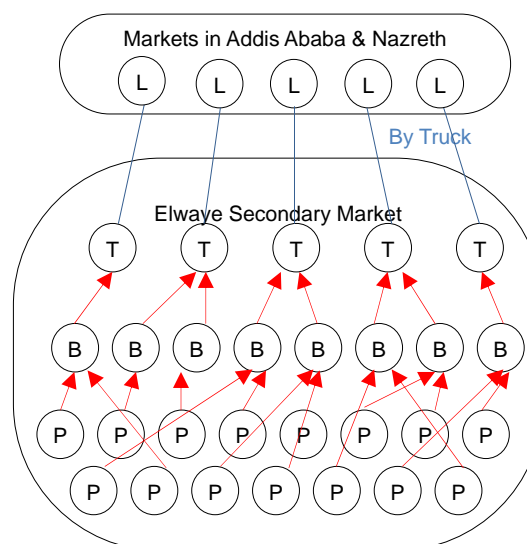 Markets in Addis Ababa & Nazreth
L L L L L
By Truck
Elwaye Secondary Market
T T T T T
B B B B B B B B
P P P P P P P P
P P P P P P P